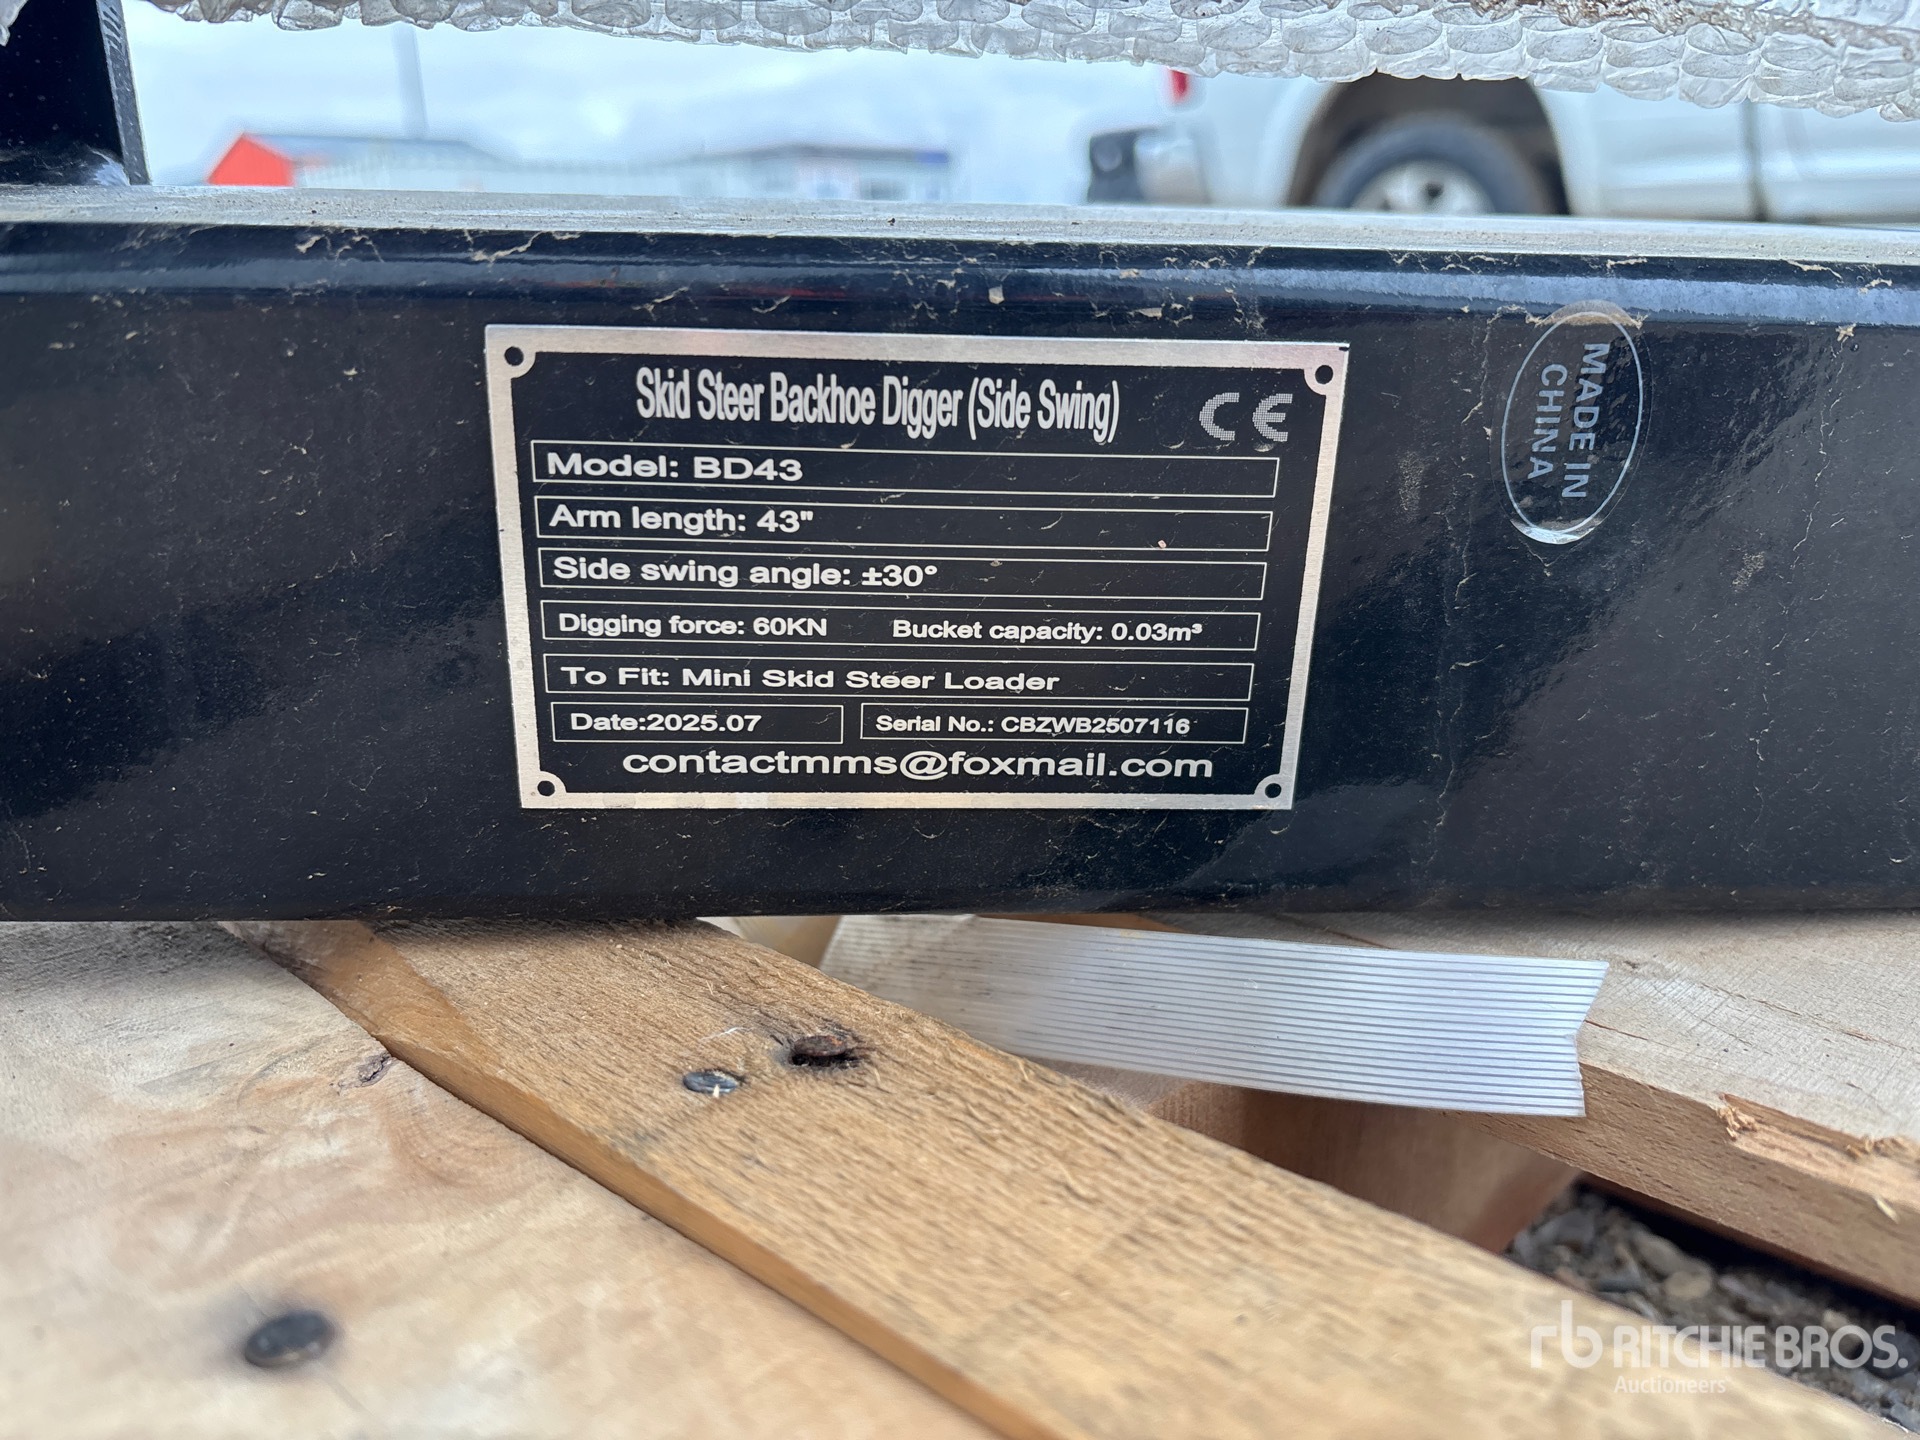 Skid Steer Backhoe Digger (Side Swing)
CE
Model: BD43
Arm length: 43"
Side swing angle: ±30°
Digging force: 60KN Bucket capacity: 0.03m³
To Fit: Mini Skid Steer Loader
Date:2025.07 Serial No.: CBZWB2507116
contactmms@foxmail.com
MADE IN
CHINA
rb RITCHIE BROS.
Auctioneers